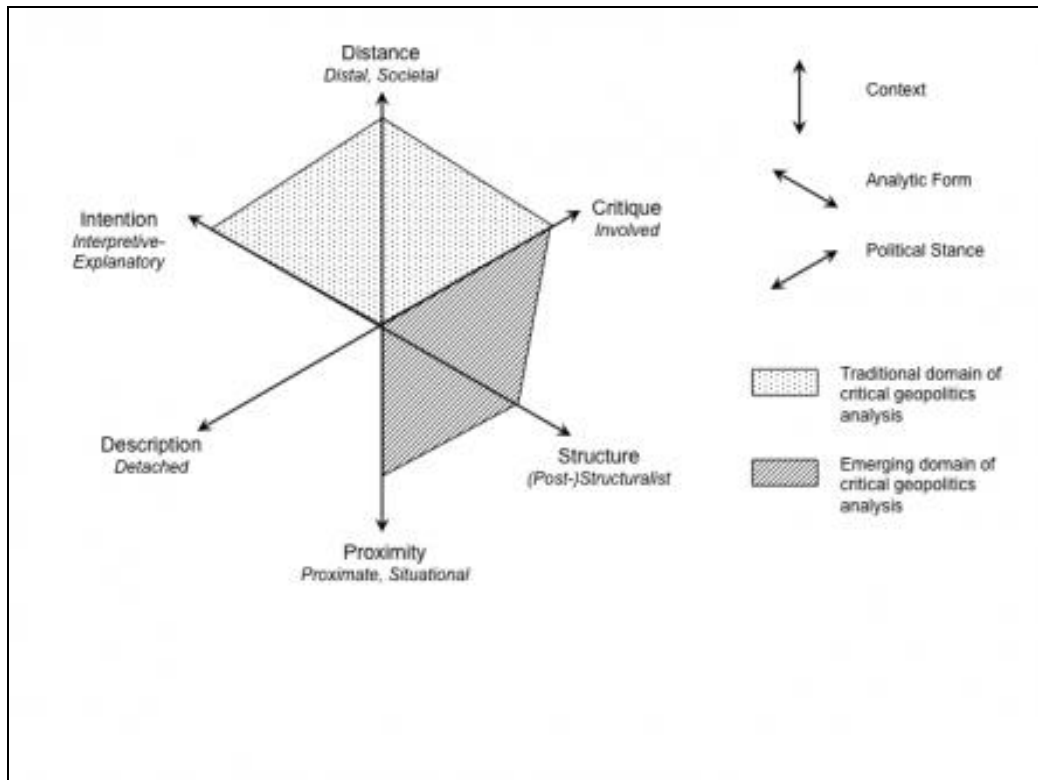 Distance
Distal, Societal
Context
Analytic Form
Intention
Interpretive-
Explanatory
Critique
Involved
Political Stance
Traditional domain of
critical geopolitics
analysis
Description
Detached
Structure
(Post-)Structuralist
Emerging domain of
critical geopolitics
analysis
Proximity
Proximate, Situational